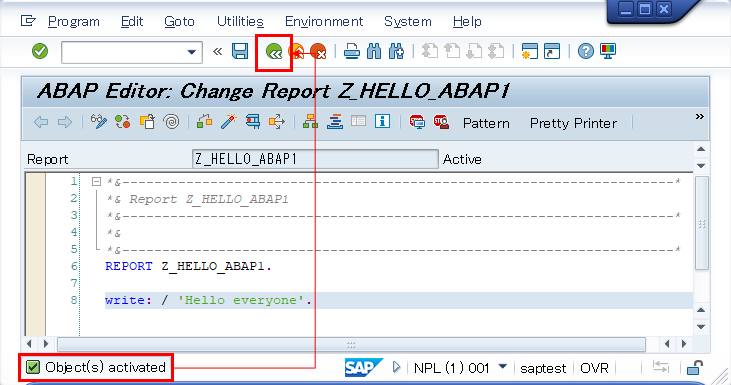 Program Edit Goto Utilities Environment System Help
ABAP Editor: Change Report Z_HELLO_ABAP1
Pattern Pretty Printer
Report Z_HELLO_ABAP1 Active
1 *&---------------------------------------------------------------------*
2 *& Report Z_HELLO_ABAP1
3 *&---------------------------------------------------------------------*
4 *&
5 *&---------------------------------------------------------------------*
6 REPORT Z_HELLO_ABAP1.
7
8 write: / 'Hello everyone'.
Object(s) activated SAP NPL (1) 001 saptest OVR